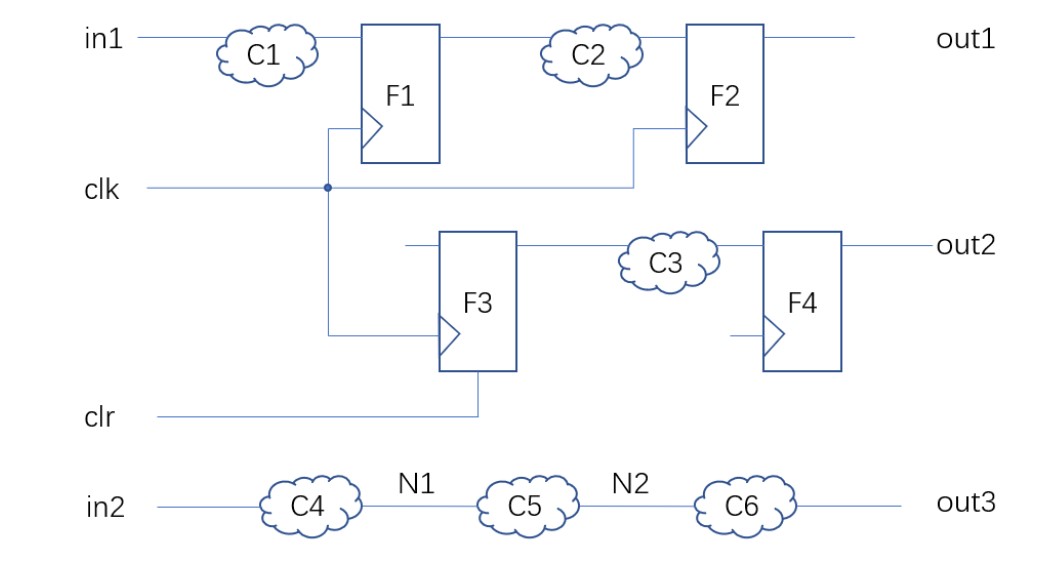 in1 C1 C2 out1
F1 F2
clk
C3 out2
F3 F4
clr
N1 N2
in2 C4 C5 C6 out3